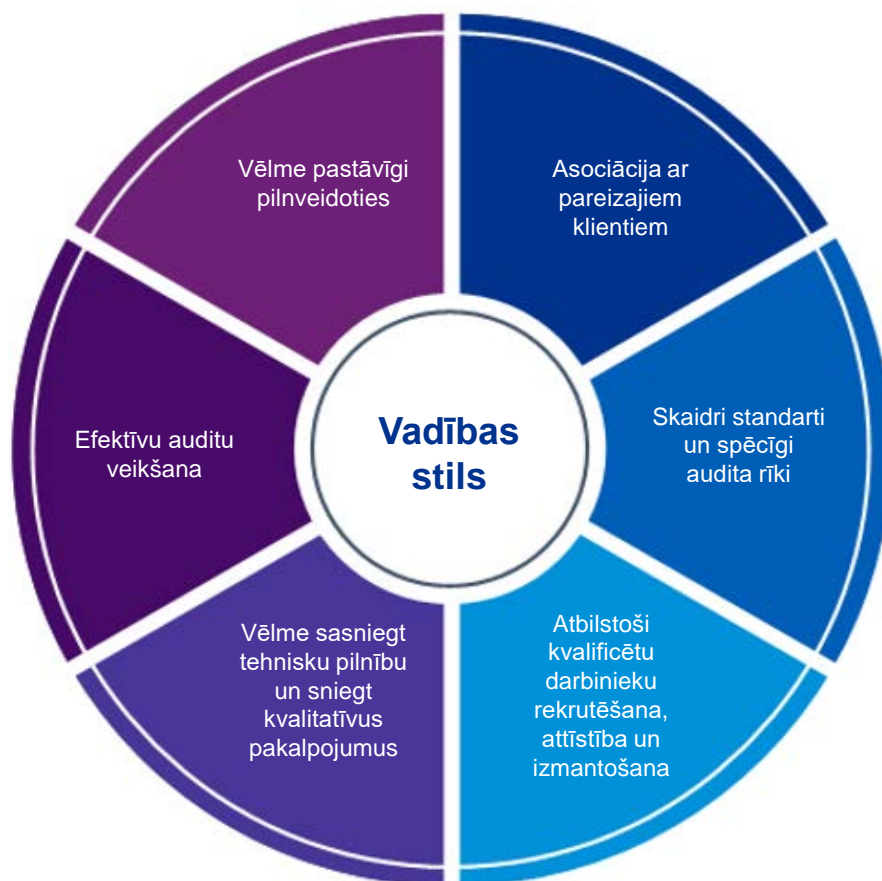 Vēlme pastāvīgi
pilnveidoties
Asociācija ar
pareizajiem
klientiem
Efektīvu auditu
veikšana
Vadības
stils
Skaidri standarti
un spēcīgi
audita rīki
Vēlme sasniegt
tehnisku pilnību
un sniegt
kvalitatīvus
pakalpojumus
Atbilstoši
kvalificētu
darbinieku
rekrutēšana,
attīstība un
izmantošana